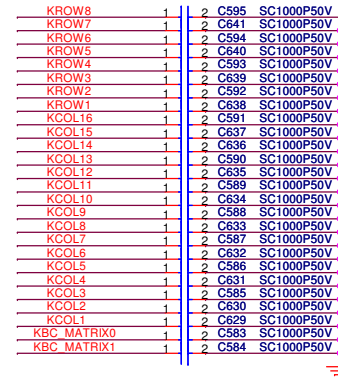 KROW8 1 2 C595 SC1000P50V
KROW7 1 2 C641 SC1000P50V
KROW6 1 2 C594 SC1000P50V
KROW5 1 2 C640 SC1000P50V
KROW4 1 2 C593 SC1000P50V
KROW3 1 2 C639 SC1000P50V
KROW2 1 2 C592 SC1000P50V
KROW1 1 2 C638 SC1000P50V
KCOL16 1 2 C591 SC1000P50V
KCOL15 1 2 C637 SC1000P50V
KCOL14 1 2 C636 SC1000P50V
KCOL13 1 2 C590 SC1000P50V
KCOL12 1 2 C635 SC1000P50V
KCOL11 1 2 C589 SC1000P50V
KCOL10 1 2 C634 SC1000P50V
KCOL9 1 2 C588 SC1000P50V
KCOL8 1 2 C633 SC1000P50V
KCOL7 1 2 C587 SC1000P50V
KCOL6 1 2 C632 SC1000P50V
KCOL5 1 2 C586 SC1000P50V
KCOL4 1 2 C631 SC1000P50V
KCOL3 1 2 C585 SC1000P50V
KCOL2 1 2 C630 SC1000P50V
KCOL1 1 2 C629 SC1000P50V
KBC_MATRIX0 1 2 C583 SC1000P50V
KBC_MATRIX1 1 2 C584 SC1000P50V